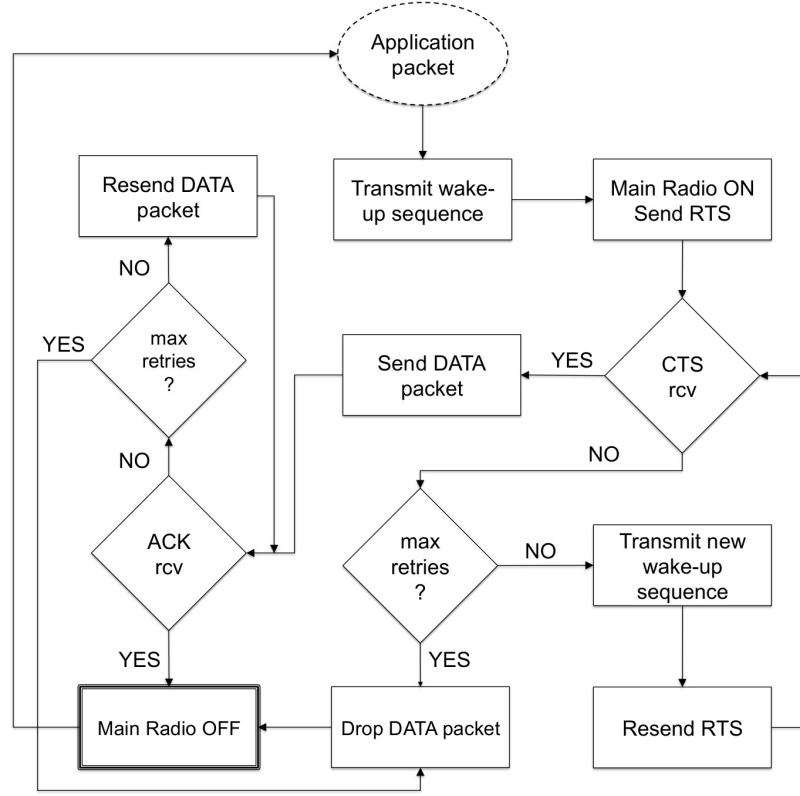 Application
packet
Resend DATA
packet
Transmit wake-
up sequence
Main Radio ON
Send RTS
NO
YES
max
retries
?
Send DATA
packet
YES
CTS
rcv
NO
NO
ACK
rcv
max
retries
?
NO
Transmit new
wake-up
sequence
YES
YES
Main Radio OFF
Drop DATA packet
Resend RTS